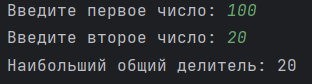 Введите первое число: 100
Введите второе число: 20
Наибольший общий делитель: 20